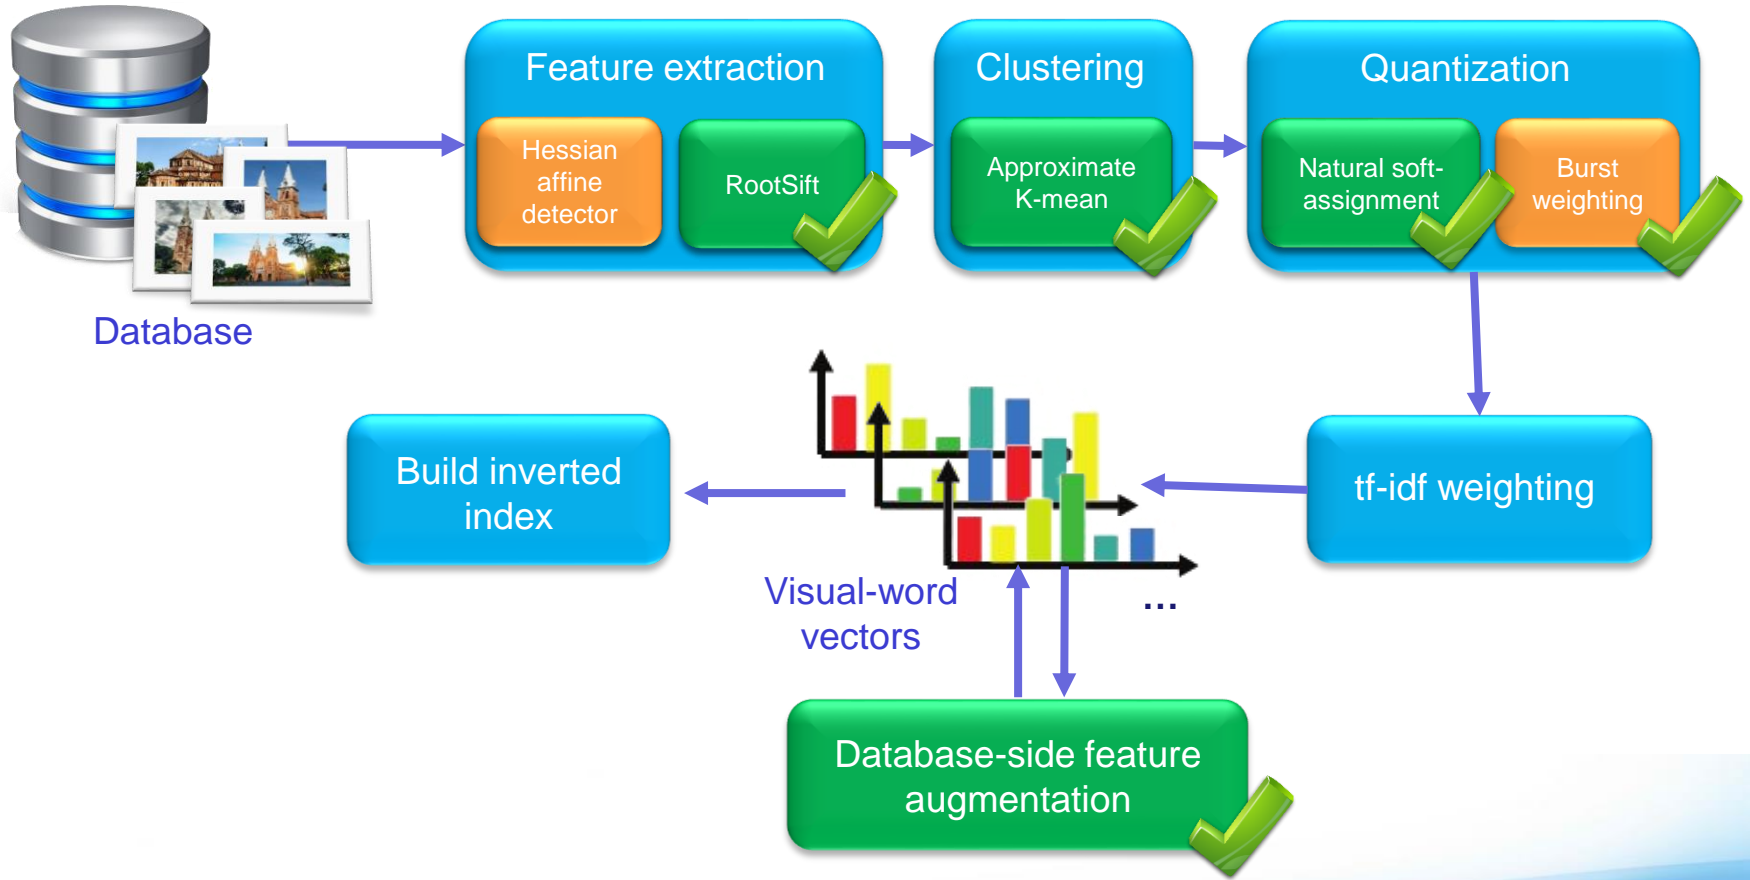 Feature extraction
Hessian
affine
detector
RootSift
Clustering
Approximate
K-mean
Quantization
Natural soft-
assignment
Burst
weighting
Database
tf-idf weighting
Visual-word
vectors
...
Build inverted
index
Database-side feature
augmentation